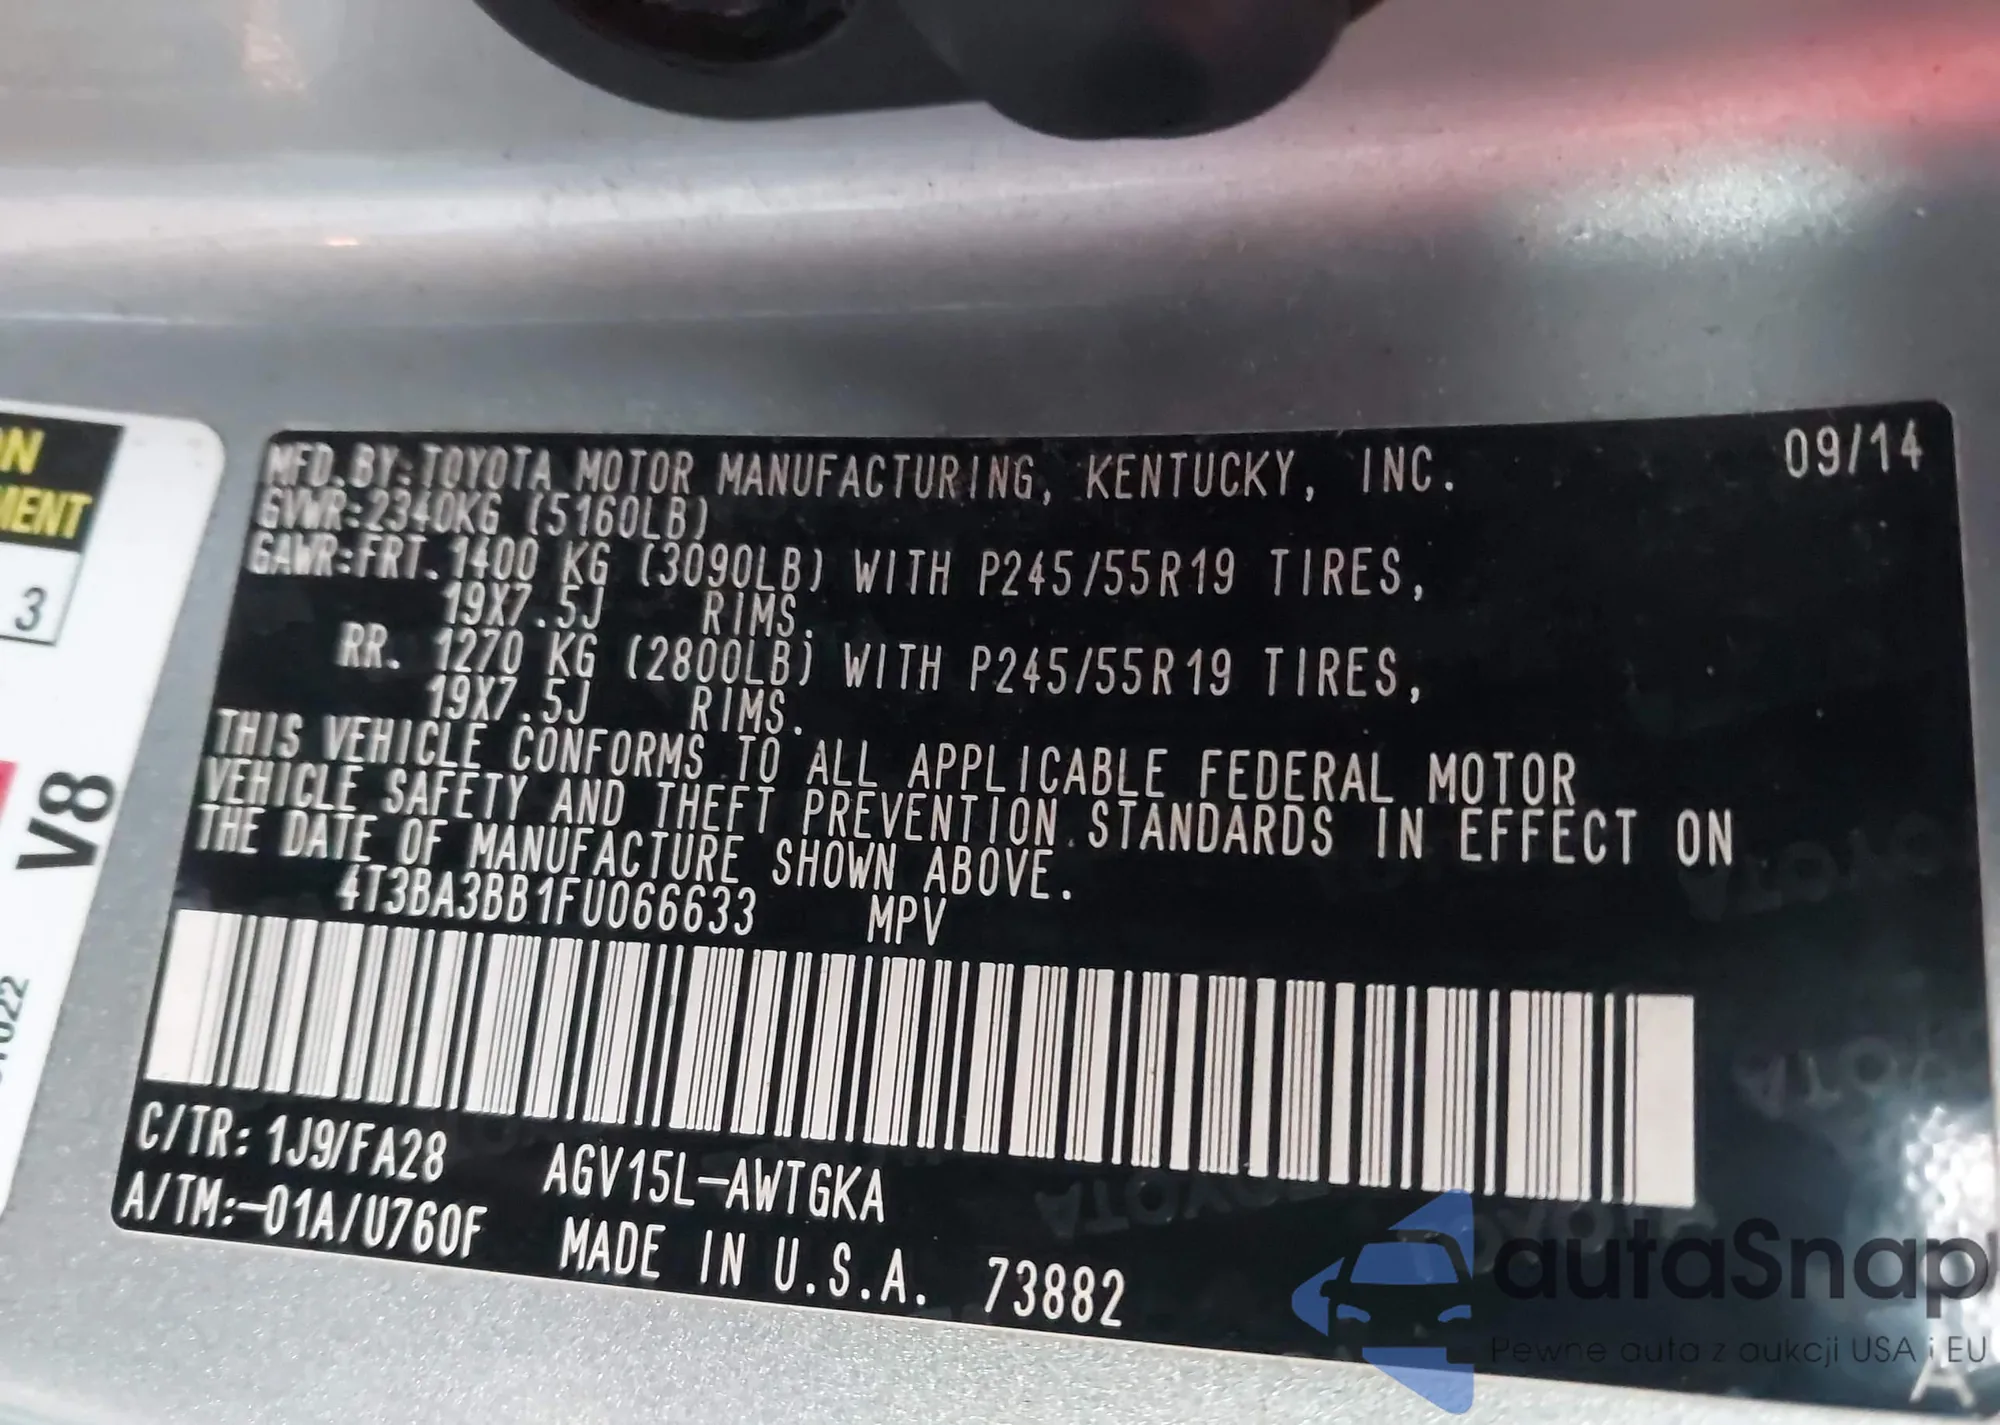 MFD.BY:TOYOTA MOTOR MANUFACTURING, KENTUCKY, INC. 09/14
GVWR:2340KG (5160LB)
GAWR:FRT.1400 KG (3090LB) WITH P245/55R19 TIRES,
19X7.5J RIMS.
RR. 1270 KG (2800LB) WITH P245/55R19 TIRES,
19X7.5J RIMS.
THIS VEHICLE CONFORMS TO ALL APPLICABLE FEDERAL MOTOR
VEHICLE SAFETY AND THEFT PREVENTION STANDARDS IN EFFECT ON
THE DATE OF MANUFACTURE SHOWN ABOVE.
4T3BA3BB1FU066633 MPV
C/TR: 1J9/FA28 AGV15L-AWTGKA
A/TM:-01A/U760F MADE IN U.S.A. 73882
A
3
V8
autaSnap
Pewne auta z aukcji USA i EU